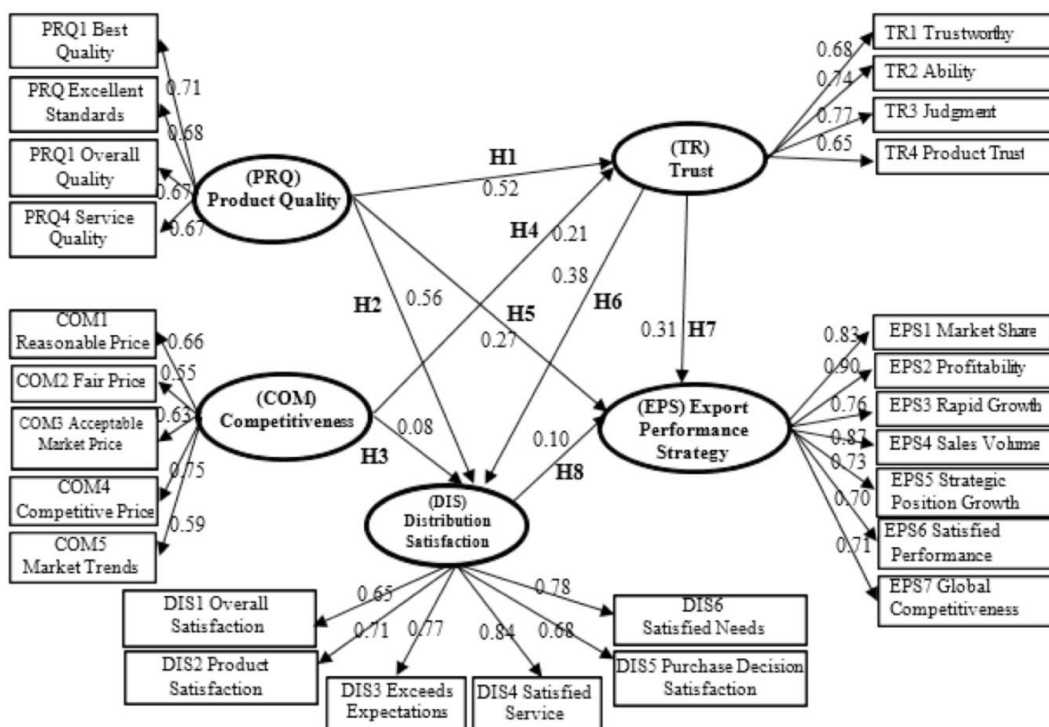 PRQ1 Best
Quality
PRQ Excellent
Standards
PRQ1 Overall
Quality
PRQ4 Service
Quality
0.71
0.68
0.67
0.67
(PRQ)
Product Quality
H1
0.52
(TR)
Trust
0.68
0.74
0.77
0.65
TR1 Trustworthy
TR2 Ability
TR3 Judgment
TR4 Product Trust
H4
0.21
0.38
H2
0.56
H5
0.27
H6
0.31
H7
COM1
Reasonable Price
COM2 Fair Price
COM3 Acceptable
Market Price
COM4
Competitive Price
COM5
Market Trends
0.66
0.55
0.63
0.75
0.59
(COM)
Competitiveness
0.08
H3
(EPS) Export
Performance
Strategy
0.10
H8
0.83
0.90
0.76
0.73
0.70
0.71
EPS1 Market Share
EPS2 Profitability
EPS3 Rapid Growth
EPS4 Sales Volume
EPS5 Strategic
Position Growth
EPS6 Satisfied
Performance
EPS7 Global
Competitiveness
(DIS)
Distribution
Satisfaction
0.65
0.71
0.77
0.84
0.68
0.78
DIS1 Overall
Satisfaction
DIS2 Product
Satisfaction
DIS3 Exceeds
Expectations
DIS4 Satisfied
Service
DIS5 Purchase Decision
Satisfaction
DIS6
Satisfied Needs